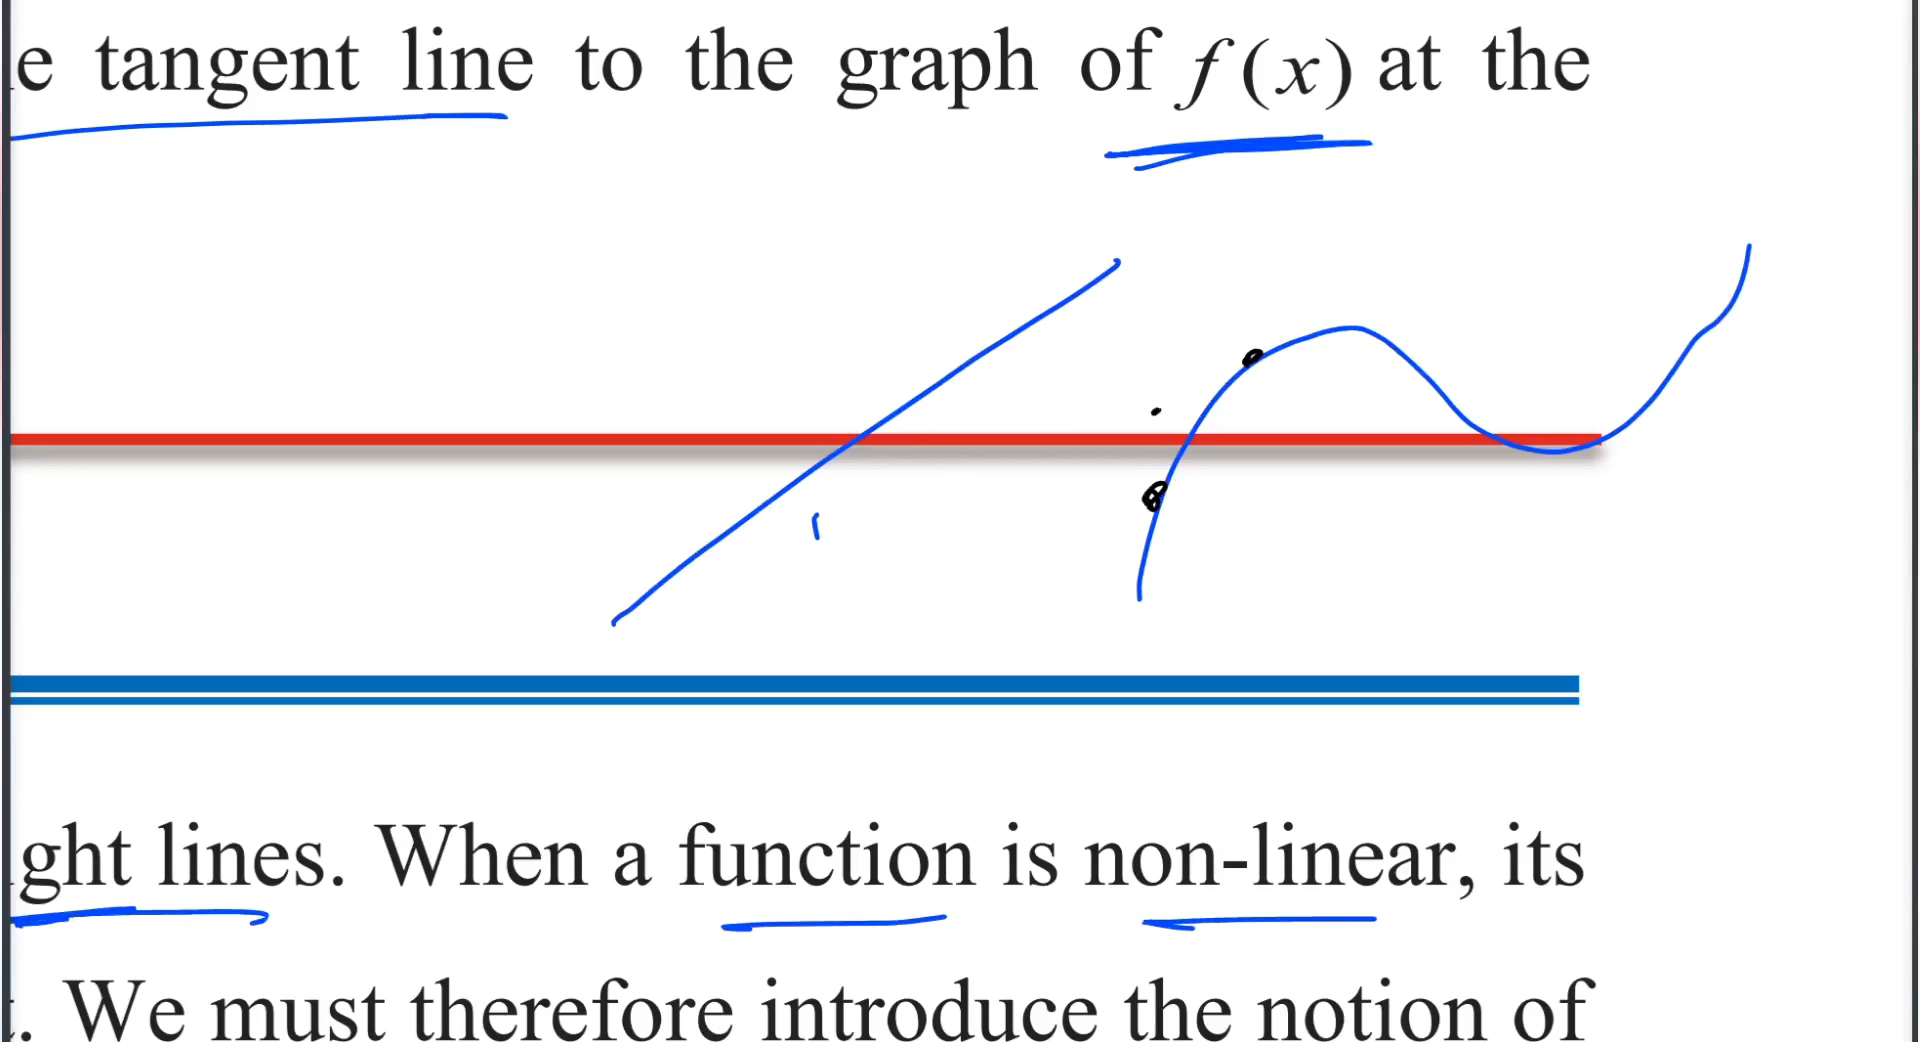 e tangent line to the graph of f(x) at the
ght lines. When a function is non-linear, its
. We must therefore introduce the notion of